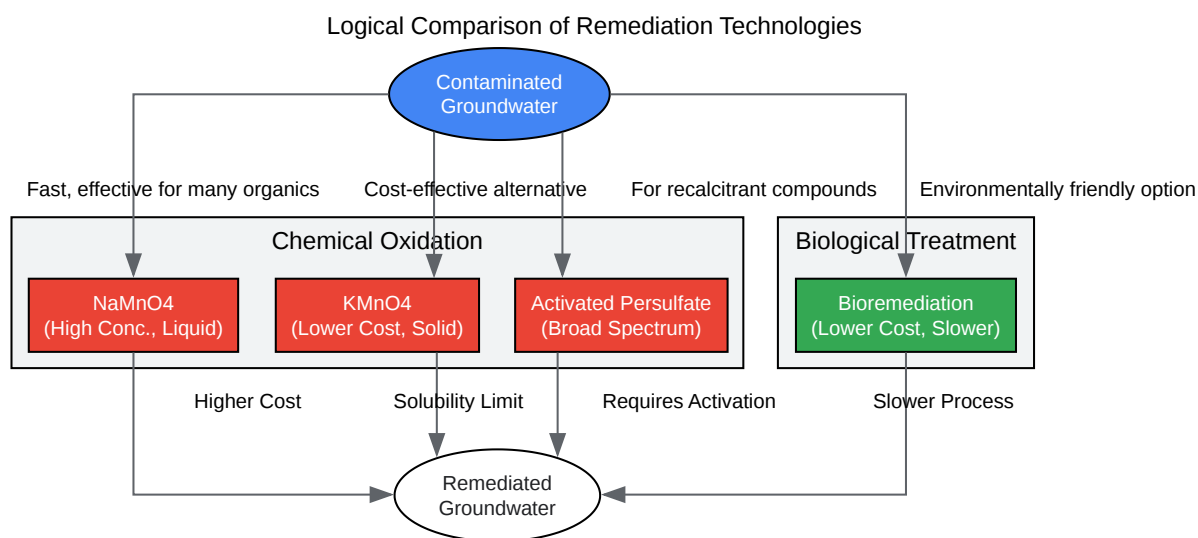 Logical Comparison of Remediation Technologies
Contaminated
Groundwater
Fast, effective for many organics
Cost-effective alternative
For recalcitrant compounds
Environmentally friendly option
Chemical Oxidation
Biological Treatment
NaMnO4
(High Conc., Liquid)
KMnO4
(Lower Cost, Solid)
Activated Persulfate
(Broad Spectrum)
Bioremediation
(Lower Cost, Slower)
Higher Cost
Solubility Limit
Requires Activation
Slower Process
Remediated
Groundwater